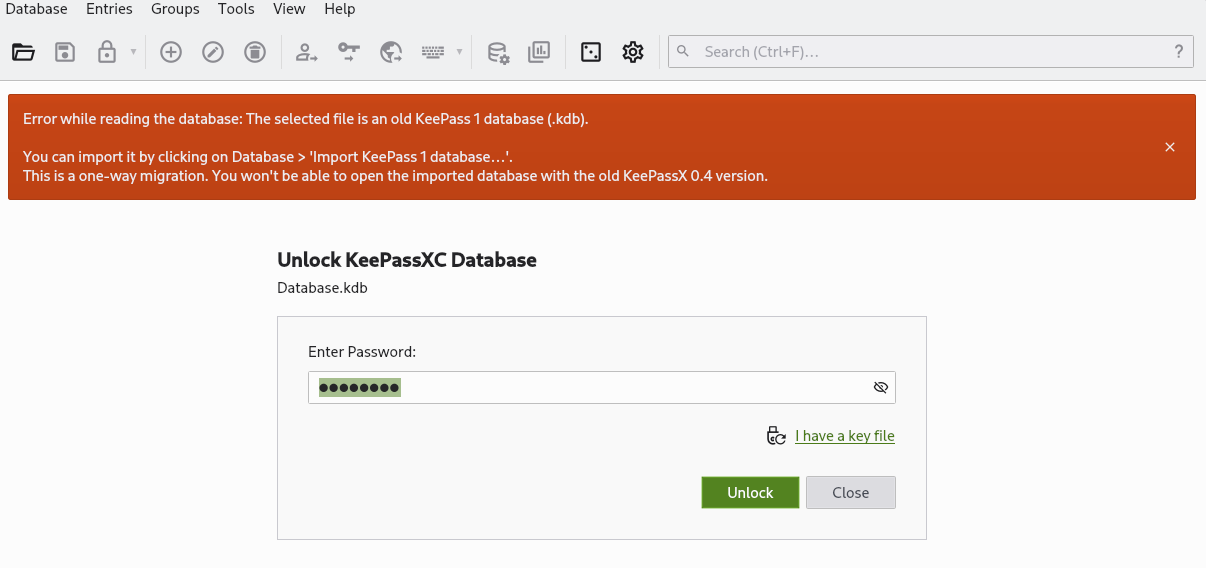 Database Entries Groups Tools View Help
Search (Ctrl+F)... ?
Error while reading the database: The selected file is an old KeePass 1 database (.kdb).
You can import it by clicking on Database > 'Import KeePass 1 database...'.
This is a one-way migration. You won't be able to open the imported database with the old KeePassX 0.4 version.
Unlock KeePassXC Database
Database.kdb
Enter Password:
●●●●●●●●
I have a key file
Unlock Close